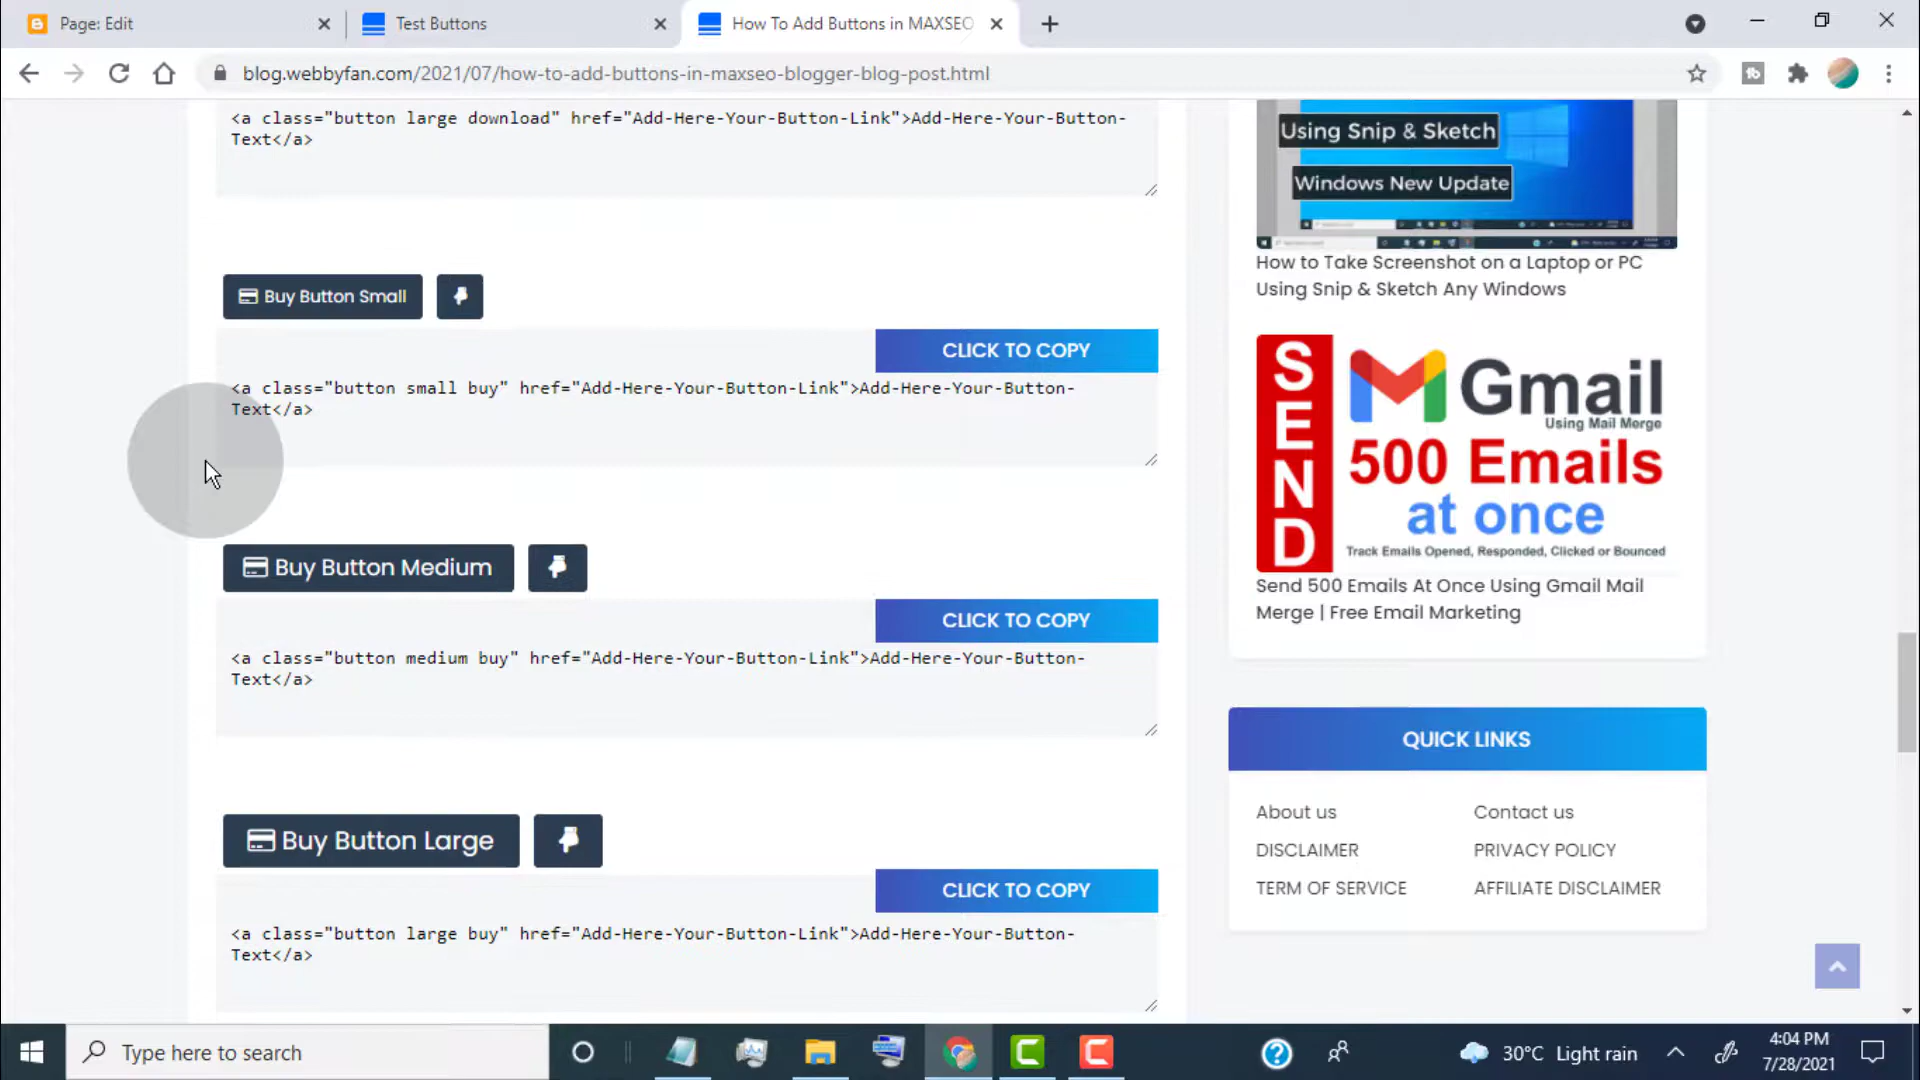 Page: Edit
Test Buttons
How To Add Buttons in MAXSEO
blog.webbyfan.com/2021/07/how-to-add-buttons-in-maxseo-blogger-blog-post.html
<a class="button large download" href="Add-Here-Your-Button-Link">Add-Here-Your-Button-
Text</a>
Buy Button Small
CLICK TO COPY
<a class="button small buy" href="Add-Here-Your-Button-Link">Add-Here-Your-Button-
Text</a>
Buy Button Medium
CLICK TO COPY
<a class="button medium buy" href="Add-Here-Your-Button-Link">Add-Here-Your-Button-
Text</a>
Buy Button Large
CLICK TO COPY
<a class="button large buy" href="Add-Here-Your-Button-Link">Add-Here-Your-Button-
Text</a>
Using Snip & Sketch
Windows New Update
How to Take Screenshot on a Laptop or PC
Using Snip & Sketch Any Windows
SEND
Gmail
Using Mail Merge
500 Emails
at once
Track Emails Opened, Responded, Clicked or Bounced
Send 500 Emails At Once Using Gmail Mail
Merge | Free Email Marketing
QUICK LINKS
About us
Contact us
DISCLAIMER
PRIVACY POLICY
TERM OF SERVICE
AFFILIATE DISCLAIMER
Type here to search
30°C Light rain
4:04 PM
7/28/2021